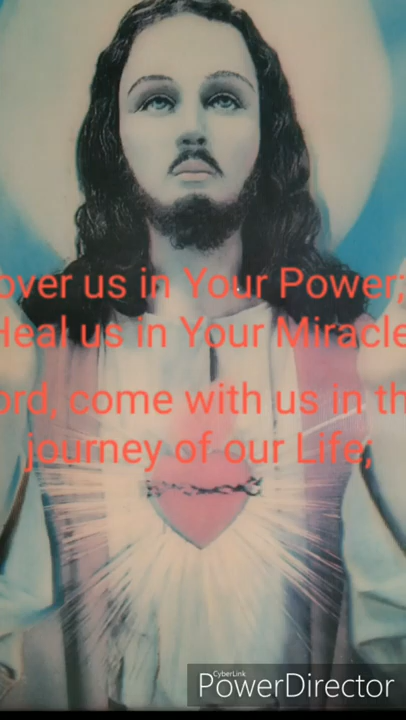 over us in Your Power;
Heal us in Your Miracle
ord, come with us in th
journey of our Life;
CyberLink
PowerDirector